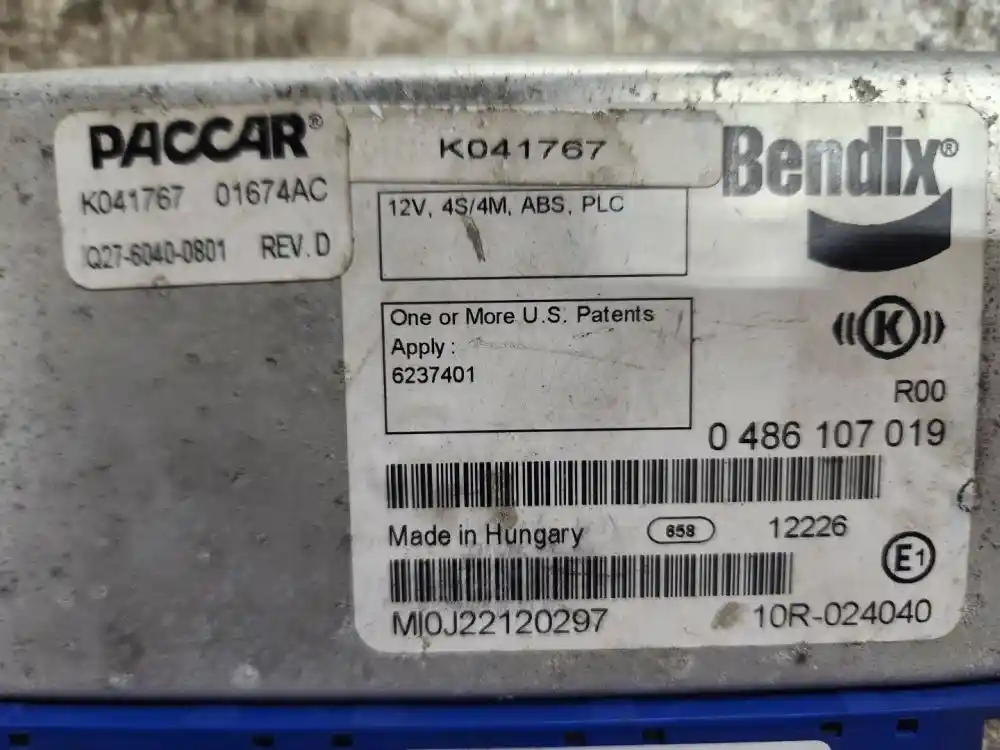 PACCAR®
K041767 01674AC
Q27-6040-0801 REV. D
K041767
Bendix®
12V, 4S/4M, ABS, PLC
One or More U.S. Patents
Apply :
6237401
((K))
R00
0 486 107 019
Made in Hungary 658 12226
E1
MI0J22120297 10R-024040